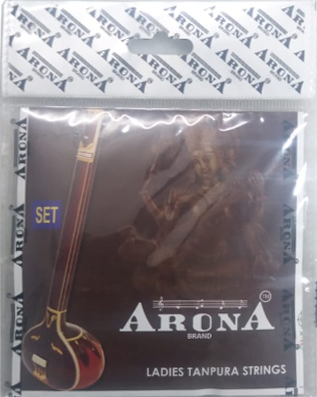 ARONA
SET
ARONA
TM
BRAND
LADIES TANPURA STRINGS